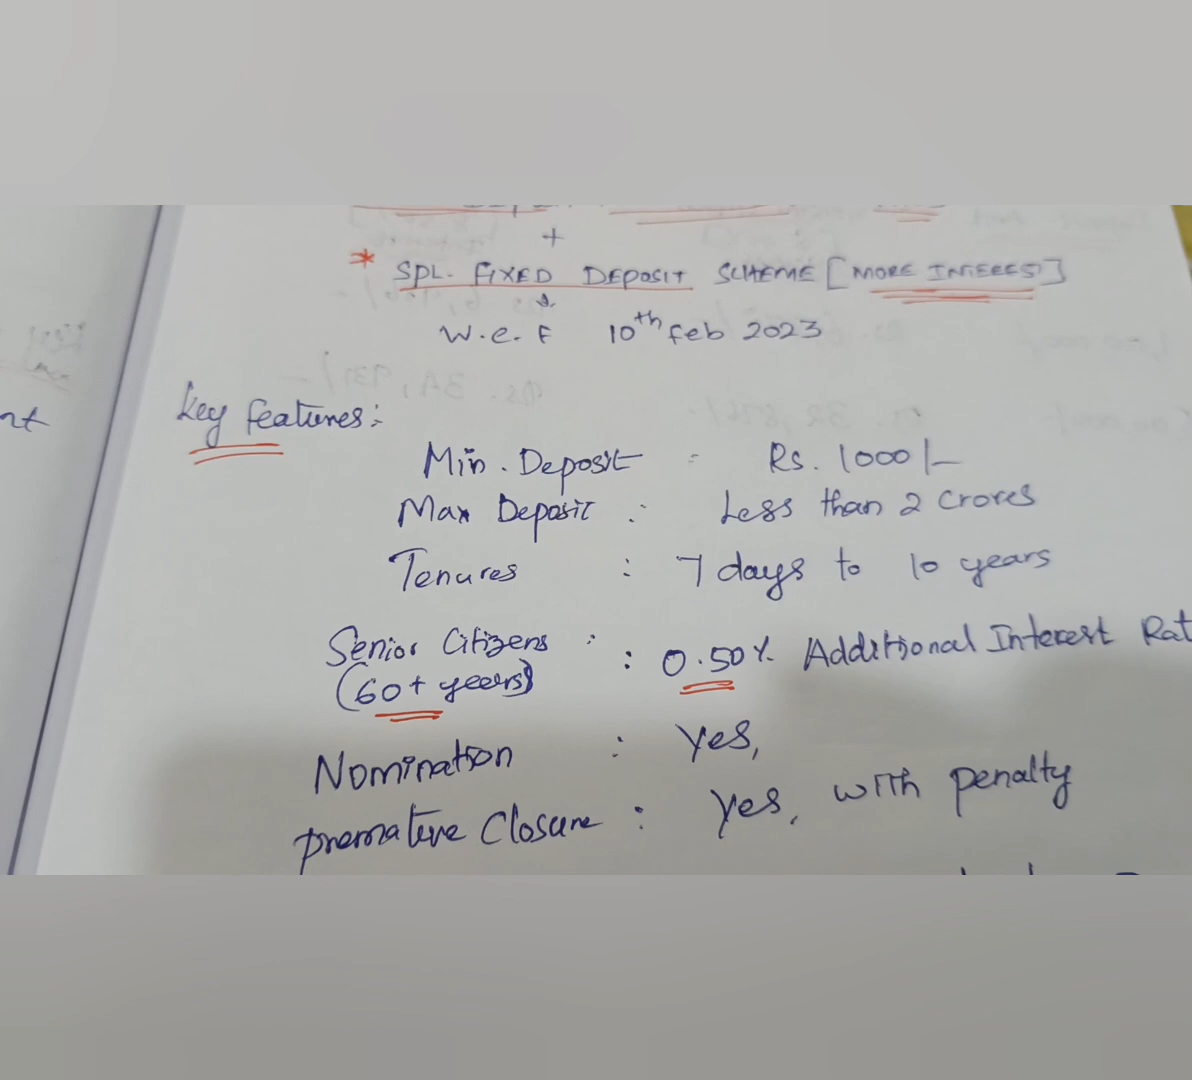 +
* SPL. FIXED DEPOSIT SCHEME [MORE INTEREST]
&
W.e.F 10th Feb 2023
nt
Key features:
Min. Deposit : Rs. 1000/-
Max Deposit : Less than 2 crores
Tenures : 7 days to 10 years
Senior Citizens : : 0.50% Additional Interest Rat
(60+ years)
Nomination : Yes,
premative Closure : Yes, with penalty